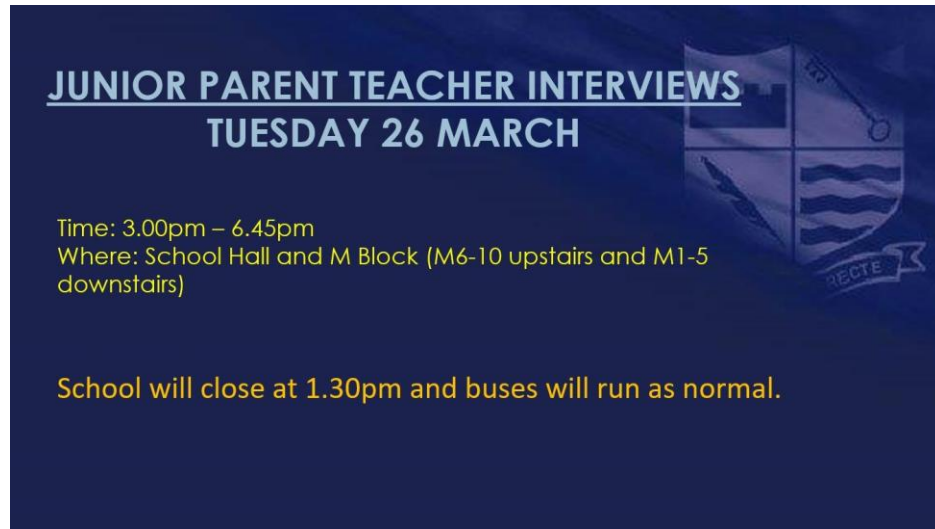 JUNIOR PARENT TEACHER INTERVIEWS
TUESDAY 26 MARCH
Time: 3.00pm – 6.45pm
Where: School Hall and M Block (M6-10 upstairs and M1-5
downstairs)
School will close at 1.30pm and buses will run as normal.
RECTE